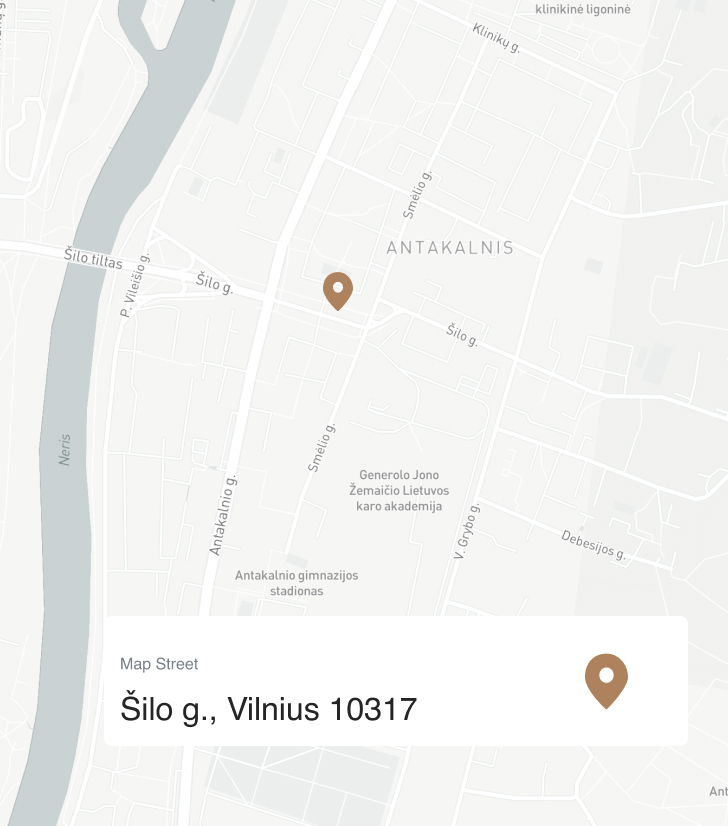 klinikinė ligoninė
Klinikų g.
Smėlio g.
ANTAKALNIS
Šilo tiltas
P. Vileišio g.
Šilo g.
Šilo g.
Smėlio g.
Neris
Generolo Jono
Žemaičio Lietuvos
karo akademija
Antakalnio g.
V. Grybo g.
Debesijos g.
Antakalnio gimnazijos
stadionas
Map Street
Šilo g., Vilnius 10317
Ant